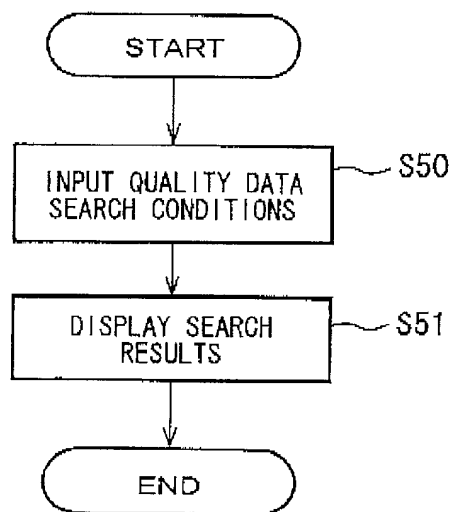 START
INPUT QUALITY DATA
SEARCH CONDITIONS
S50
DISPLAY SEARCH
RESULTS
S51
END